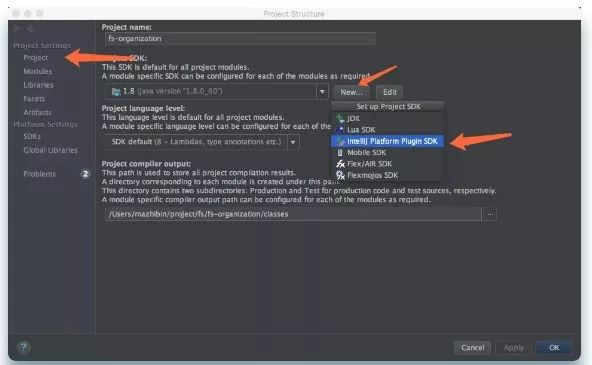 Project Structure
Project name:
fs-organization
Project Settings
Project
Modules
Libraries
Facets
Artifacts
Platform Settings
SDKs
Global Libraries
Problems 2
Project SDK:
This SDK is default for all project modules.
A module specific SDK can be configured for each of the modules as required.
1.8 (java version "1.8.0_60")
New...
Edit
Set up Project SDK
JDK
Lua SDK
IntelliJ Platform Plugin SDK
Mobile SDK
Flex/AIR SDK
Flexmojos SDK
Project language level:
This language level is default for all project modules.
A module specific language level can be configured for each of the
SDK default (8 - Lambdas, type annotations etc.)
Project compiler output:
This path is used to store all project compilation results.
A directory corresponding to each module is created under this path.
This directory contains two subdirectories: Production and Test for production code and test sources, respectively.
A module specific compiler output path can be configured for each of the modules as required.
/Users/mazhibin/project/fs/fs-organization/classes
...
?
Cancel
Apply
OK